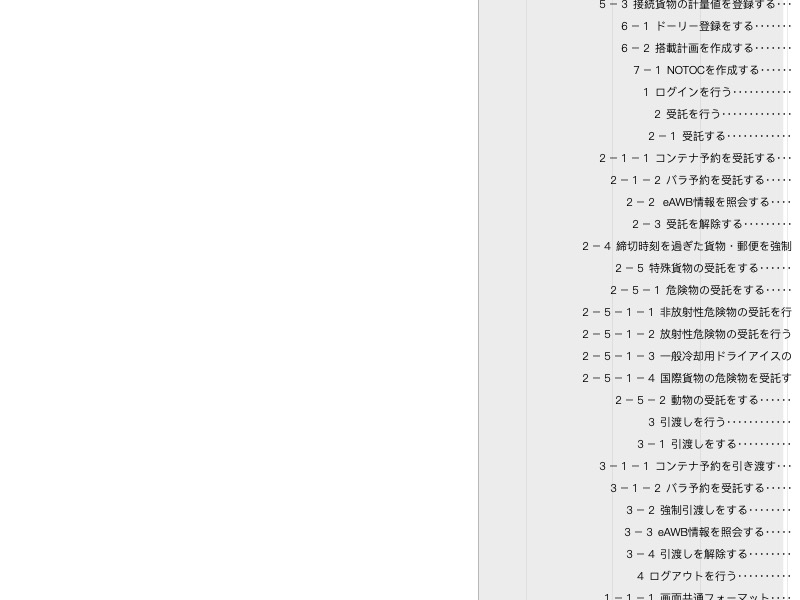 5－3 接続貨物の計量値を登録する･･･
6－1 ドーリー登録をする･･･････
6－2 搭載計画を作成する･･･････
7－1 NOTOCを作成する･･････
1 ログインを行う･･･････････
2 受託を行う･････････････
2－1 受託する････････････
2－1－1 コンテナ予約を受託する･･･
2－1－2 バラ予約を受託する･････
2－2 eAWB情報を照会する････
2－3 受託を解除する･････････
2－4 締切時刻を過ぎた貨物・郵便を強制
2－5 特殊貨物の受託をする･･････
2－5－1 危険物の受託をする･････
2－5－1－1 非放射性危険物の受託を行
2－5－1－2 放射性危険物の受託を行う
2－5－1－3 一般冷却用ドライアイスの
2－5－1－4 国際貨物の危険物を受託す
2－5－2 動物の受託をする･･････
3 引渡しを行う････････････
3－1 引渡しをする･･････････
3－1－1 コンテナ予約を引き渡す･･･
3－1－2 バラ予約を受託する･････
3－2 強制引渡しをする････････
3－3 eAWB情報を照会する･････
3－4 引渡しを解除する････････
4 ログアウトを行う･･････････
1－1－1 画面共通フォーマット････